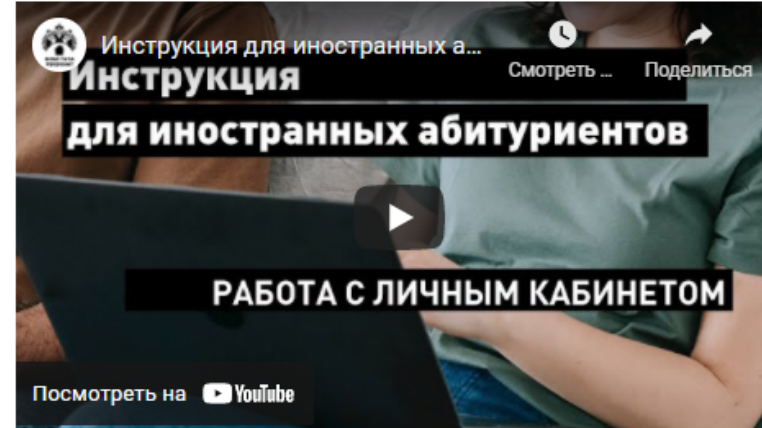 Инструкция для иностранных а...
Смотреть ...
Поделиться
Инструкция
для иностранных абитуриентов
РАБОТА С ЛИЧНЫМ КАБИНЕТОМ
Посмотреть на YouTube